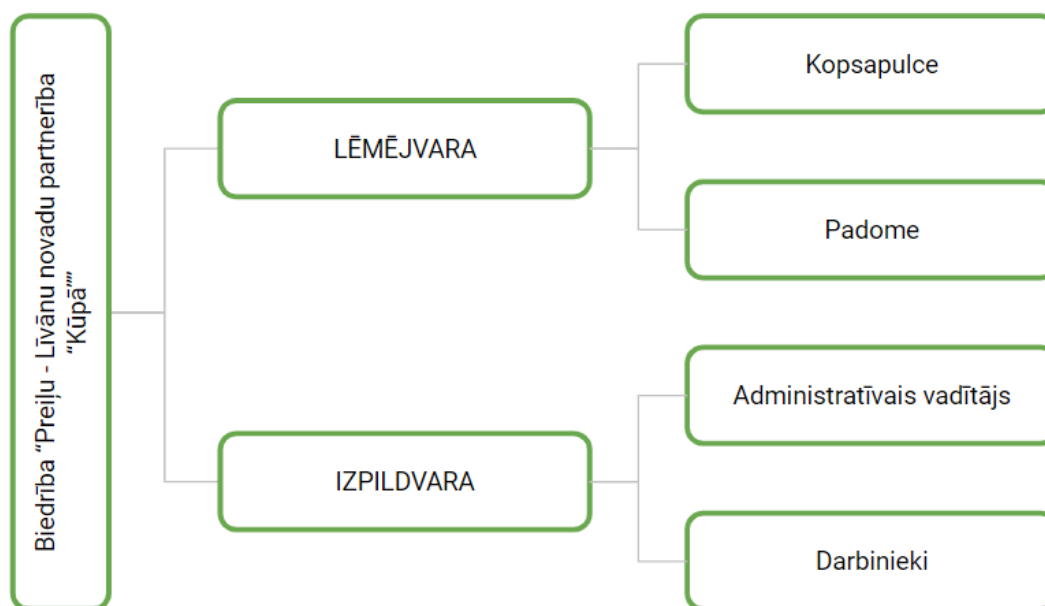 Biedrība “Preiļu - Līvānu novadu partnerība
“Kūpā””
LĒMĒJVARA
Kopsapulce
Padome
IZPILDVARA
Administratīvais vadītājs
Darbinieki